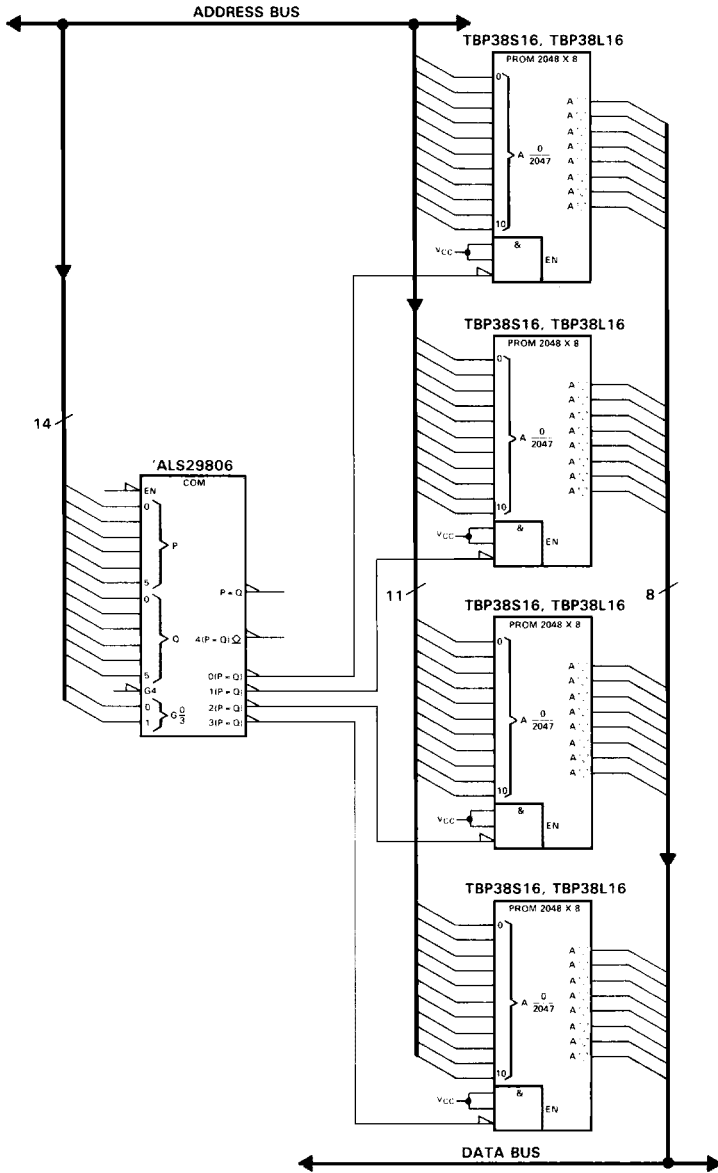 ADDRESS BUS
TBP38S16, TBP38L16
PROM 2048 X 8
0
A 0/2047
10
A
A
A
A
A
A
A
A
VCC
&
EN
TBP38S16, TBP38L16
PROM 2048 X 8
0
A 0/2047
10
A
A
A
A
A
A
A
A
VCC
&
EN
14
'ALS29806
COM
EN
0
P
5
0
Q
5
G4
0
1
G 0/3
P = Q
4(P = Q)
0(P = Q)
1(P = Q)
2(P = Q)
3(P = Q)
11
8
TBP38S16, TBP38L16
PROM 2048 X 8
0
A 0/2047
10
A
A
A
A
A
A
A
A
VCC
&
EN
TBP38S16, TBP38L16
PROM 2048 X 8
0
A 0/2047
10
A
A
A
A
A
A
A
A
VCC
&
EN
DATA BUS